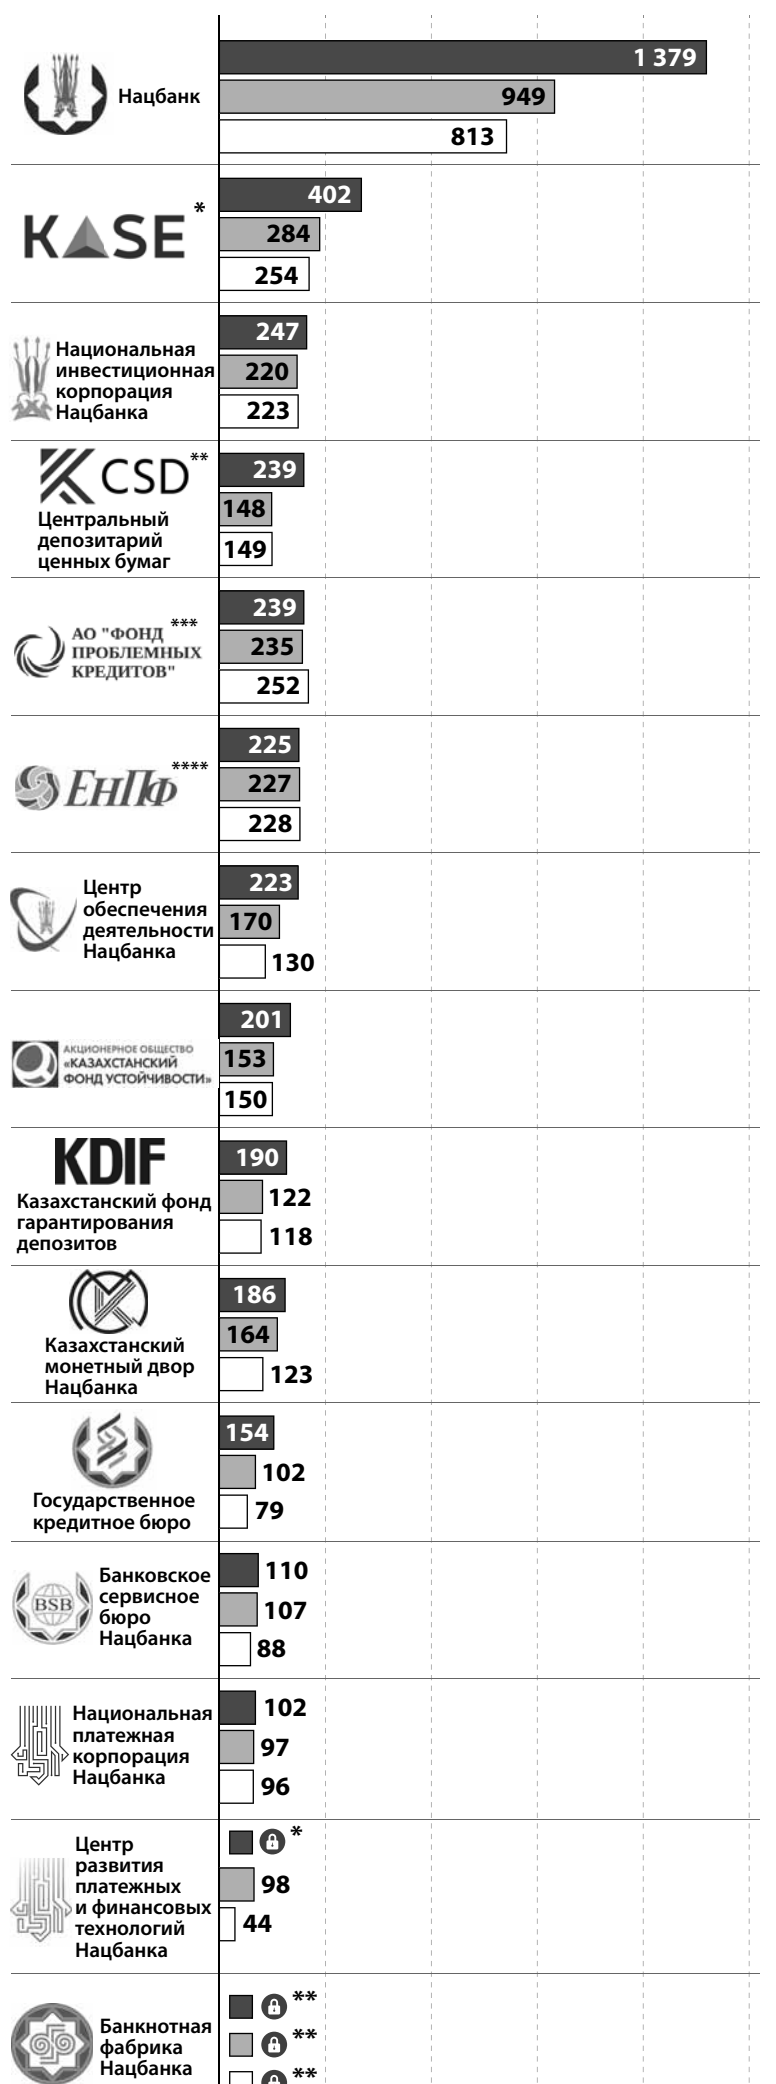 Нацбанк
1 379
949
813
KASE*
402
284
254
Национальная
инвестиционная
корпорация
Нацбанка
247
220
223
CSD**
Центральный
депозитарий
ценных бумаг
239
148
149
АО "ФОНД ***
ПРОБЛЕМНЫХ
КРЕДИТОВ"
239
235
252
ЕНПФ****
225
227
228
Центр
обеспечения
деятельности
Нацбанка
223
170
130
АКЦИОНЕРНОЕ ОБЩЕСТВО
«КАЗАХСТАНСКИЙ
ФОНД УСТОЙЧИВОСТИ»
201
153
150
KDIF
Казахстанский фонд
гарантирования
депозитов
190
122
118
Казахстанский
монетный двор
Нацбанка
186
164
123
Государственное
кредитное бюро
154
102
79
BSB
Банковское
сервисное
бюро
Нацбанка
110
107
88
Национальная
платежная
корпорация
Нацбанка
102
97
96
Центр
развития
платежных
и финансовых
технологий
Нацбанка
*
98
44
Банкнотная
фабрика
Нацбанка
**
**
**